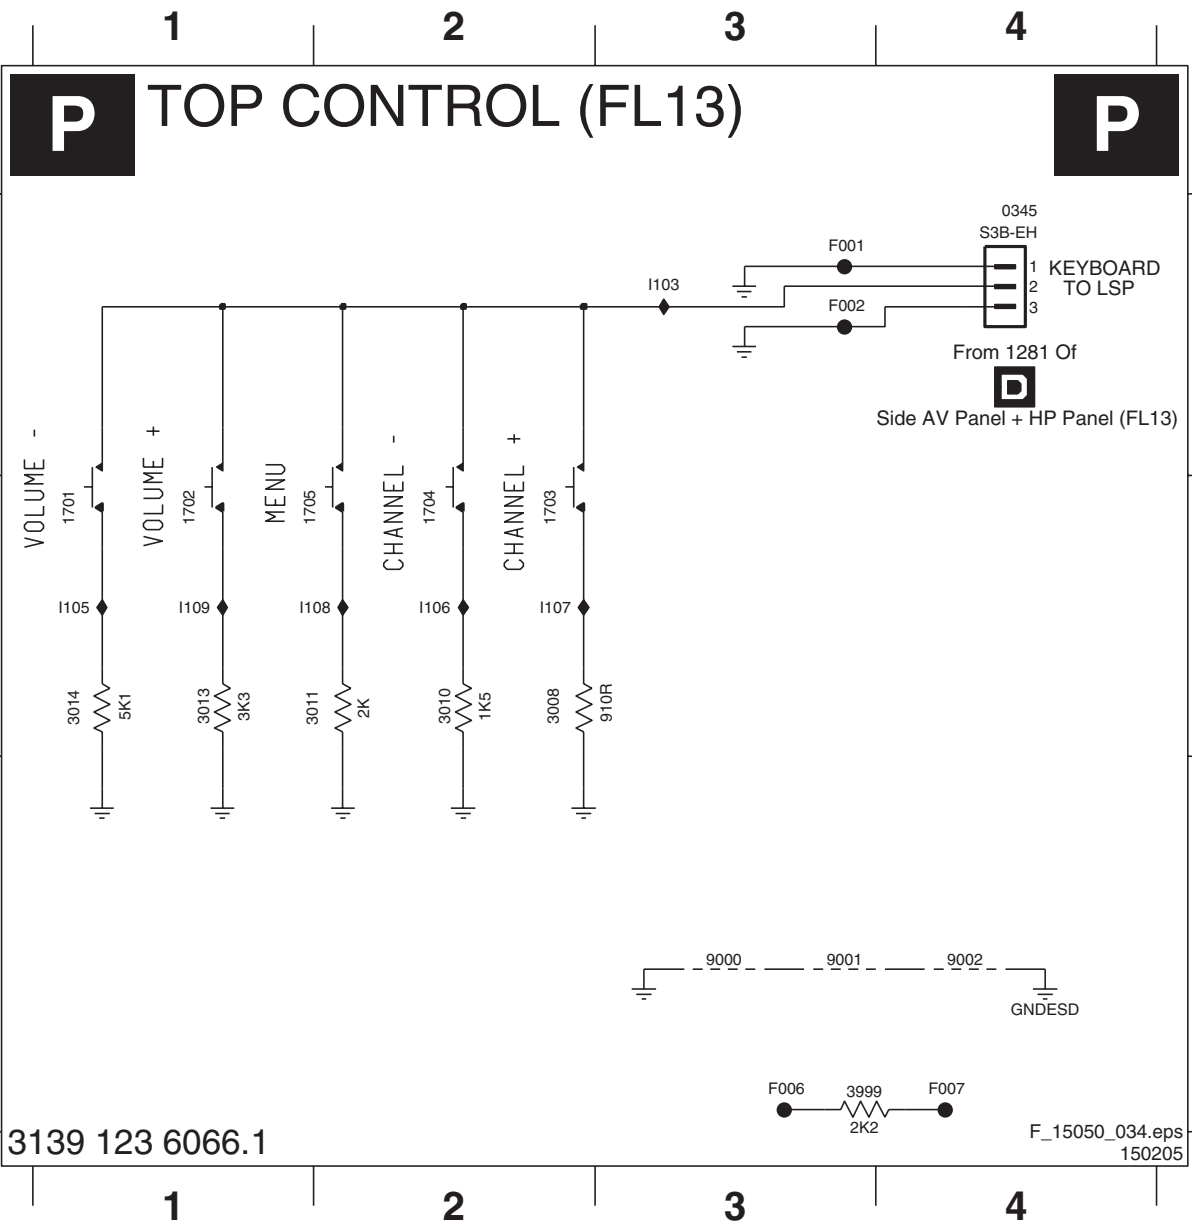 1 2 3 4
P TOP CONTROL (FL13) P
0345
S3B-EH
F001
1 KEYBOARD
2 TO LSP
3
I103
F002
From 1281 Of
D
Side AV Panel + HP Panel (FL13)
VOLUME -
1701
VOLUME +
1702
MENU
1705
CHANNEL -
1704
CHANNEL +
1703
I105
I109
I108
I106
I107
3014
5K1
3013
3K3
3011
2K
3010
1K5
3008
910R
9000 9001 9002
GNDESD
F006 3999 F007
2K2
3139 123 6066.1
F_15050_034.eps
150205
1 2 3 4